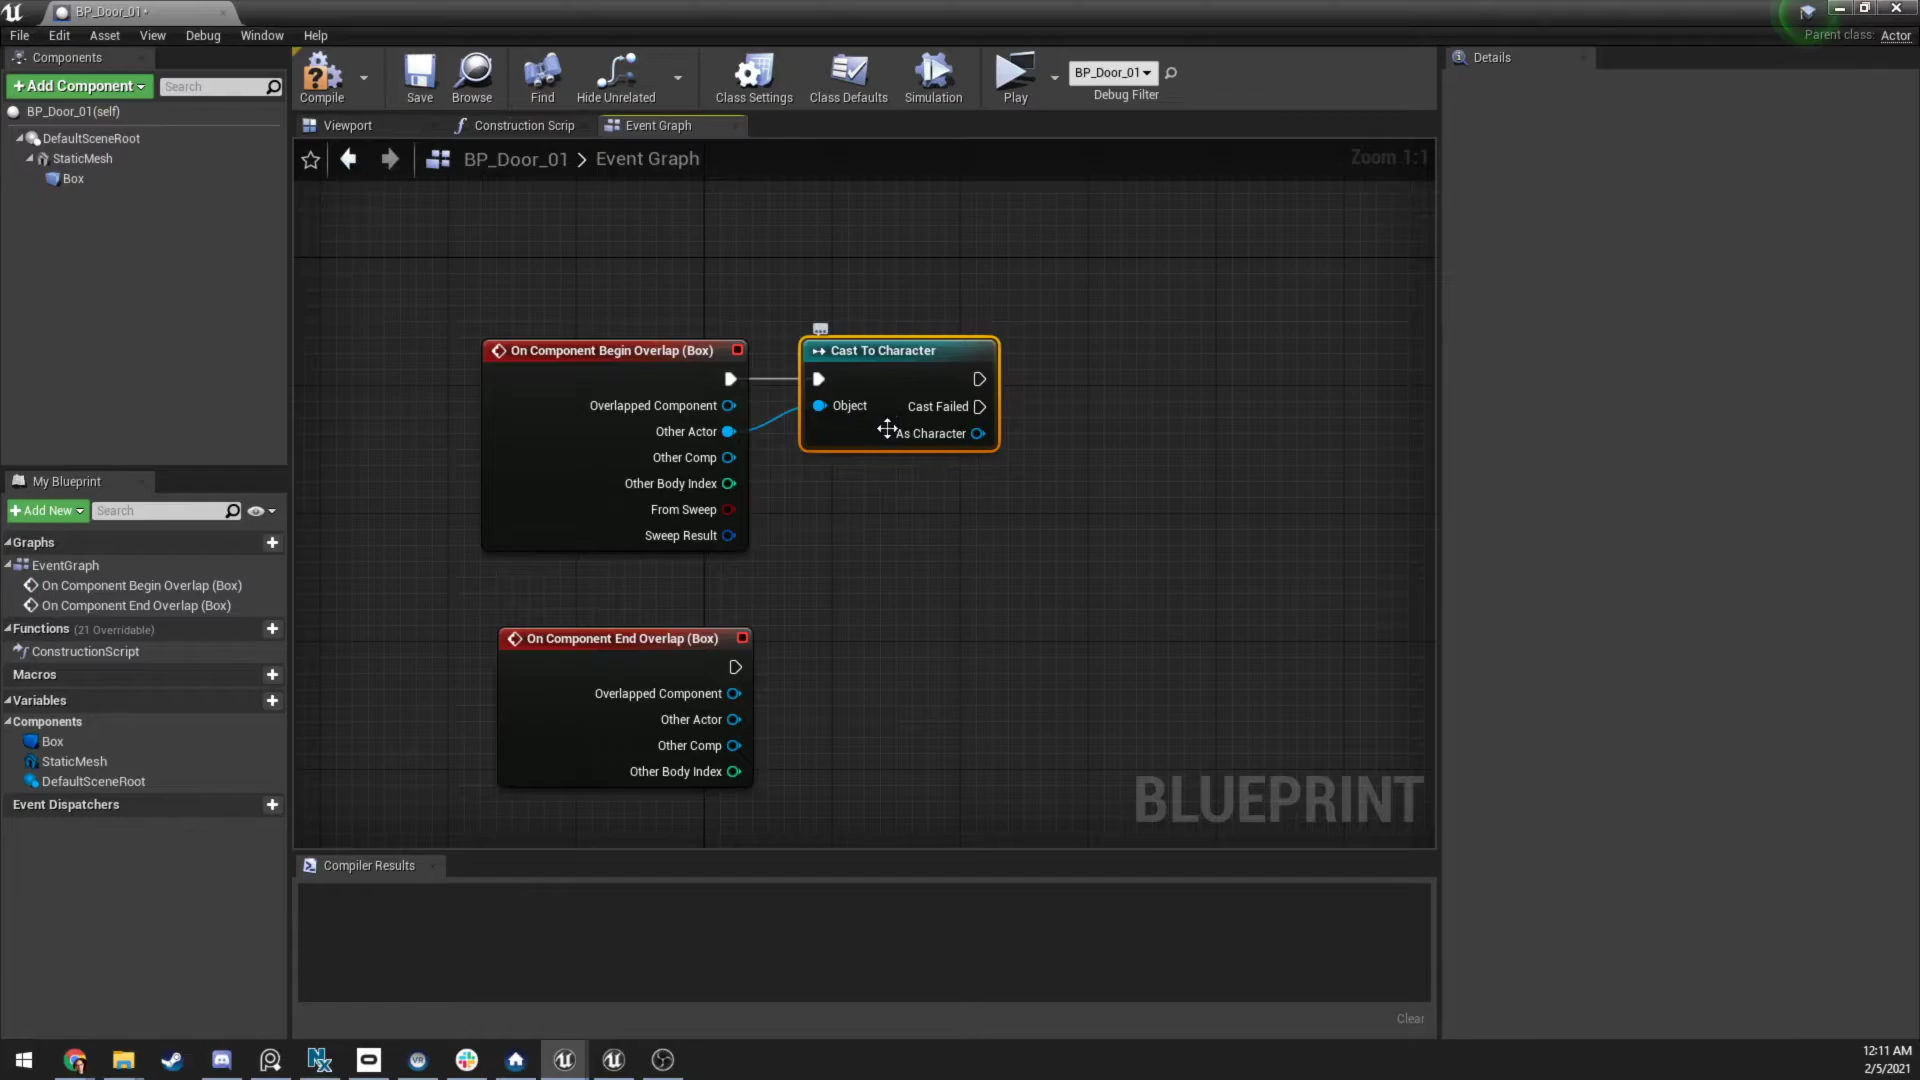 BP_Door_01*
File Edit Asset View Debug Window Help
Parent class: Actor
Components
+Add Component
Search
BP_Door_01(self)
DefaultSceneRoot
StaticMesh
Box
Compile
Save
Browse
Find
Hide Unrelated
Class Settings
Class Defaults
Simulation
Play
BP_Door_01
Debug Filter
Details
Viewport
Construction Scrip
Event Graph
BP_Door_01 > Event Graph
Zoom 1:1
On Component Begin Overlap (Box)
Overlapped Component
Other Actor
Other Comp
Other Body Index
From Sweep
Sweep Result
Cast To Character
Object
Cast Failed
As Character
On Component End Overlap (Box)
Overlapped Component
Other Actor
Other Comp
Other Body Index
BLUEPRINT
My Blueprint
+Add New
Search
Graphs
EventGraph
On Component Begin Overlap (Box)
On Component End Overlap (Box)
Functions (21 Overridable)
ConstructionScript
Macros
Variables
Components
Box
StaticMesh
DefaultSceneRoot
Event Dispatchers
Compiler Results
Clear
12:11 AM
2/5/2021